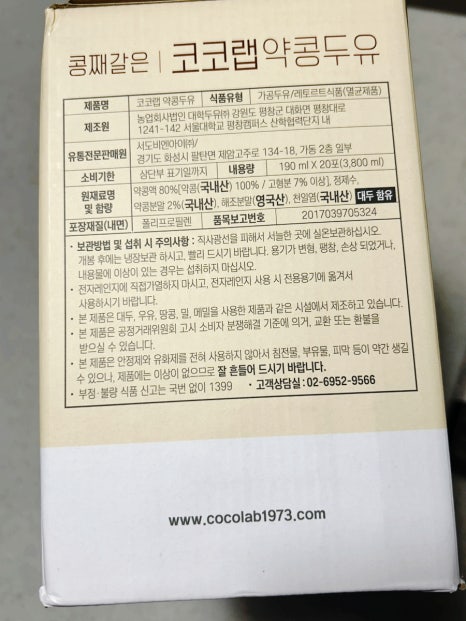 콩째갈은 | 코코랩약콩두유
제품명 코코랩 약콩두유 식품유형 가공두유/레토르트식품(멸균제품)
제조원 농업회사법인 대학두유㈜ 강원도 평창군 대화면 평창대로
1241-142 서울대학교 평창캠퍼스 산학협력단지 내
유통전문판매원 서도비엔아이㈜/
경기도 화성시 팔탄면 제암고주로 134-18, 가동 2층 일부
소비기한 상단부 표기일까지 내용량 190 ml X 20포(3,800 ml)
원재료명 및 함량 약콩액 80%[약콩(국내산) 100% / 고형분 7% 이상], 정제수,
약콩분말 2%(국내산), 해조분말(영국산), 천일염(국내산) 대두 함유
포장재질(내면) 폴리프로필렌 품목보고번호 2017039705324
• 보관방법 및 섭취 시 주의사항 : 직사광선을 피해서 서늘한 곳에 실온보관하십시오.
개봉 후에는 냉장보관 하시고, 빨리 드시기 바랍니다. 용기가 변형, 팽창, 손상 되었거나,
내용물에 이상이 있는 경우는 섭취하지 마십시오.
• 전자레인지에 직접가열하지 마시고, 전자레인지 사용 시 전용용기에 옮겨서
사용하시기 바랍니다.
• 본 제품은 대두, 우유, 땅콩, 밀, 메밀을 사용한 제품과 같은 시설에서 제조하고 있습니다.
• 본 제품은 공정거래위원회 고시 소비자 분쟁해결 기준에 의거, 교환 또는 환불을
받으실 수 있습니다.
• 본 제품은 안정제와 유화제를 전혀 사용하지 않아서 침전물, 부유물, 피막 등이 약간 생길
수 있으나, 제품에는 이상이 없으므로 잘 흔들어 드시기 바랍니다.
• 부정·불량 식품 신고는 국번 없이 1399 • 고객상담실 : 02-6952-9566
www.cocolab1973.com